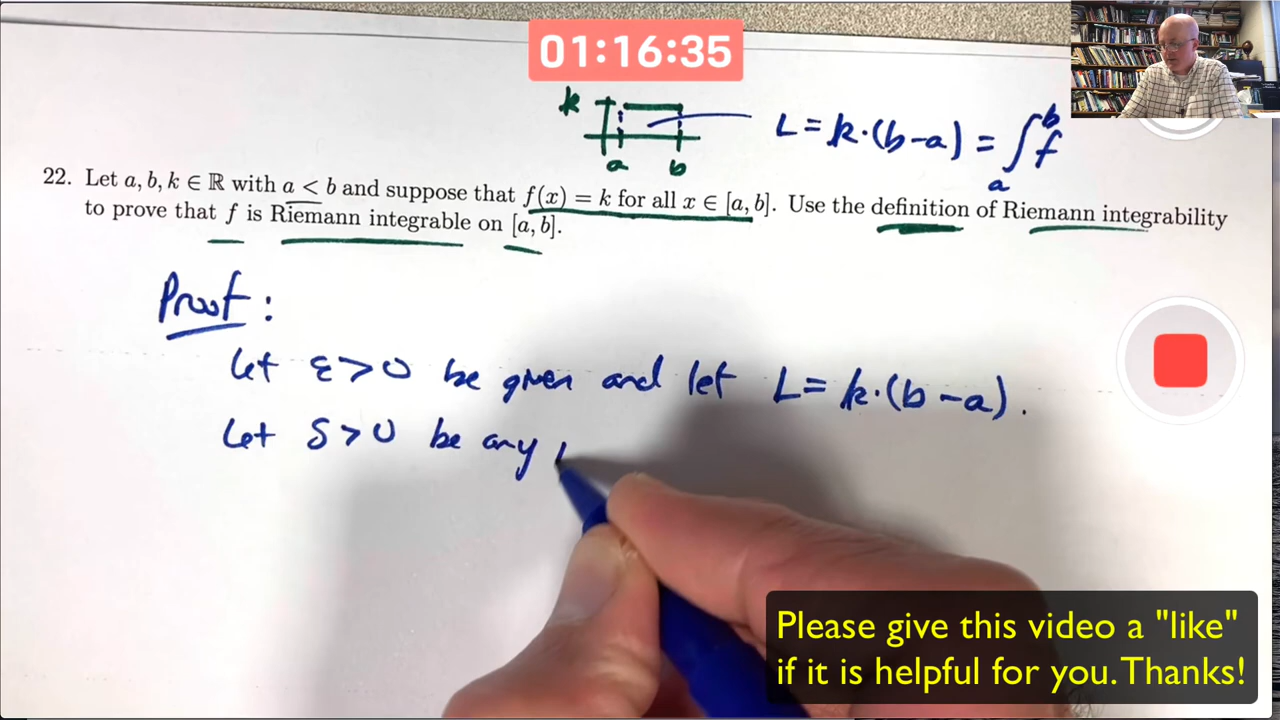 01:16:35
k
a b
L = k·(b-a) = ∫ₐᵇ f
22. Let a, b, k ∈ ℝ with a < b and suppose that f(x) = k for all x ∈ [a, b]. Use the definition of Riemann integrability
to prove that f is Riemann integrable on [a, b].
Proof:
Let ε>0 be given and let L = k·(b-a).
Let δ>0 be any
Please give this video a "like"
if it is helpful for you. Thanks!